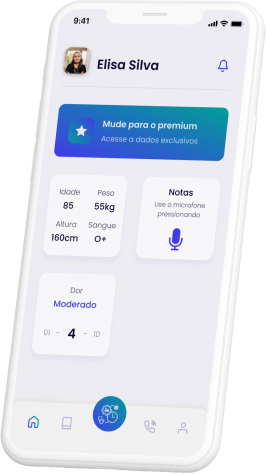 9:41
Elisa Silva
Mude para o premium
Acesse a dados exclusivos
Idade Peso
85 55kg
Altura Sangue
160cm O+
Notas
Use o microfone
pressionando
Dor
Moderado
01 - 4 - 10